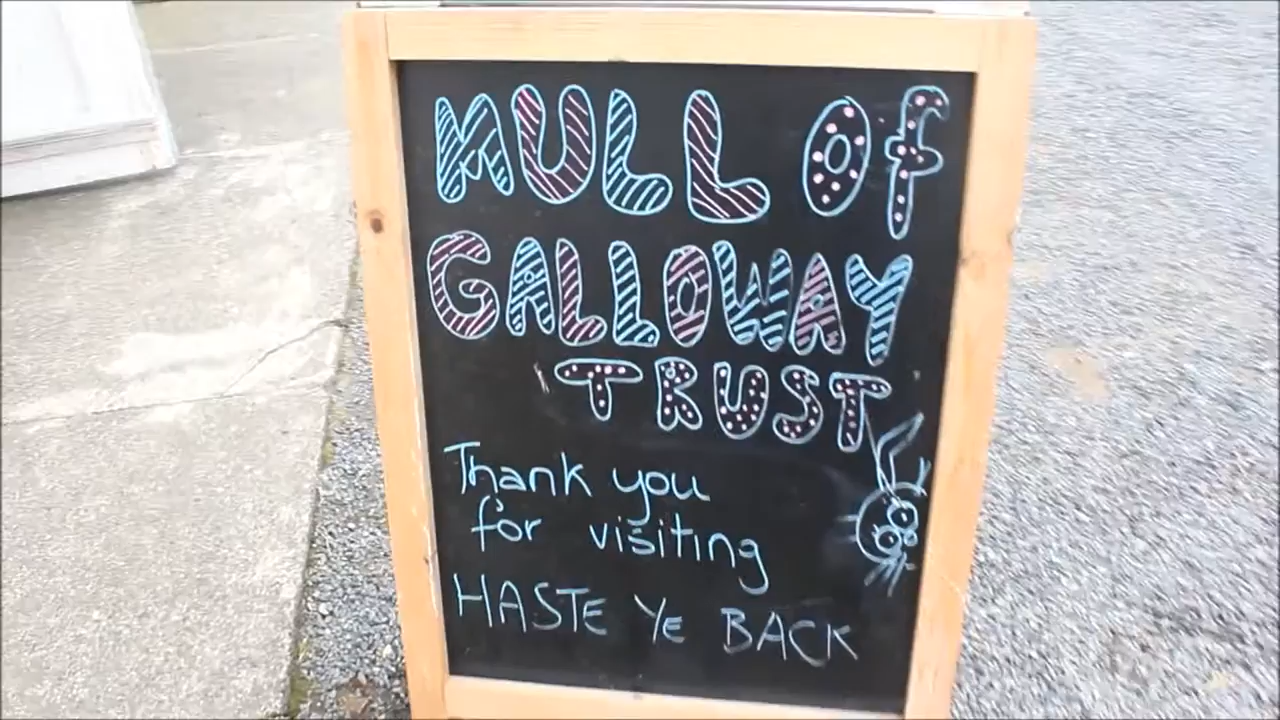 MULL Of
GALLOWAY
TRUST
Thank you
for visiting
HASTE YE BACK